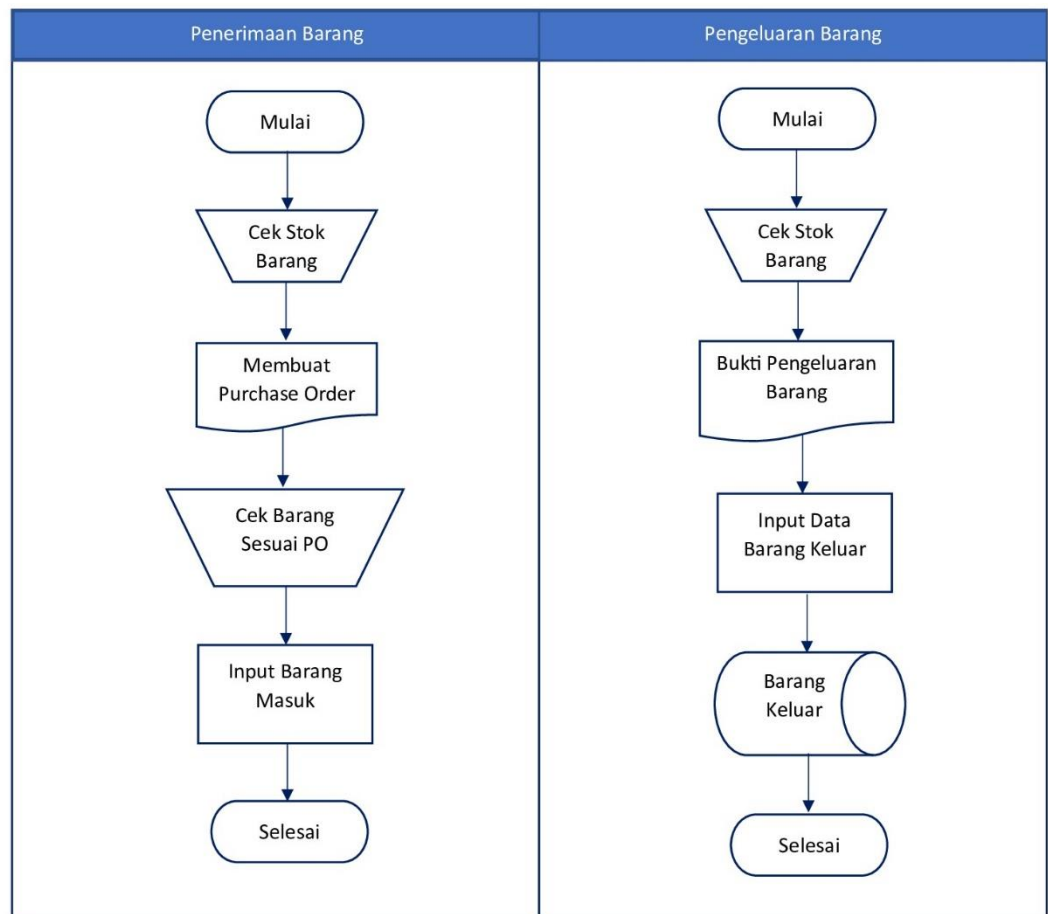 Penerimaan Barang
Mulai
Cek Stok
Barang
Membuat
Purchase Order
Cek Barang
Sesuai PO
Input Barang
Masuk
Selesai
Pengeluaran Barang
Mulai
Cek Stok
Barang
Bukti Pengeluaran
Barang
Input Data
Barang Keluar
Barang
Keluar
Selesai